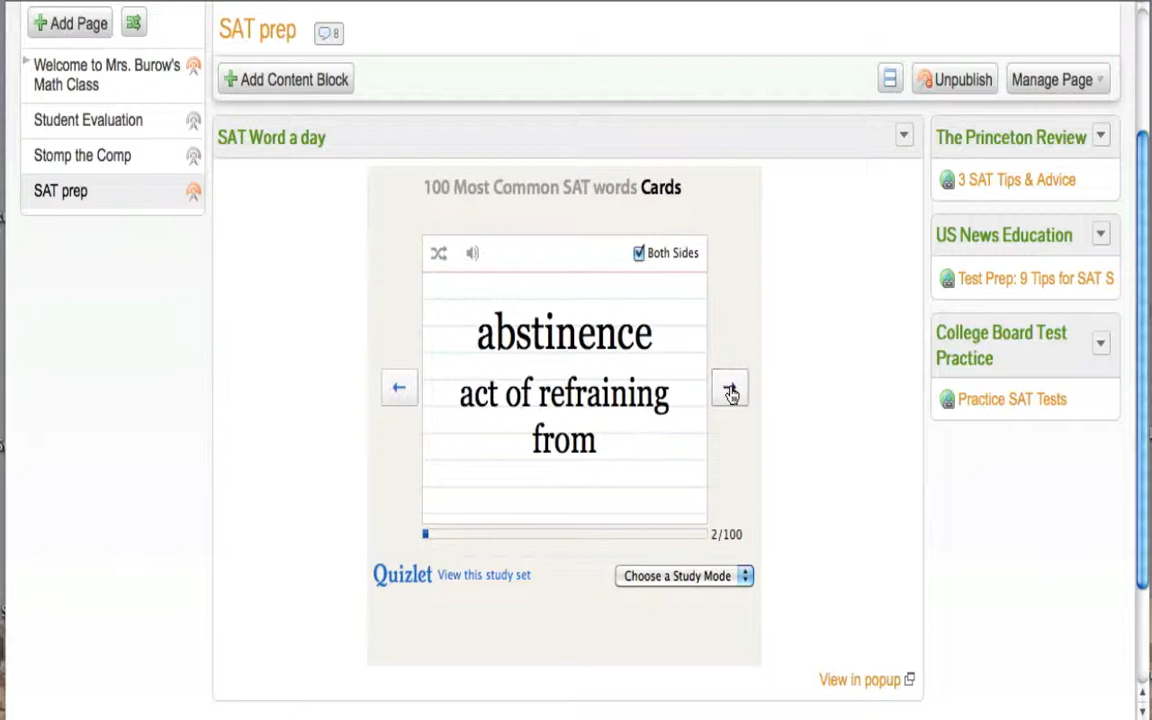 Add Page
Welcome to Mrs. Burow's
Math Class
Student Evaluation
Stomp the Comp
SAT prep
SAT prep
8
Add Content Block
Unpublish
Manage Page
SAT Word a day
100 Most Common SAT words Cards
Both Sides
abstinence
act of refraining
from
2/100
Quizlet View this study set
Choose a Study Mode
View in popup
The Princeton Review
3 SAT Tips & Advice
US News Education
Test Prep: 9 Tips for SAT S
College Board Test
Practice
Practice SAT Tests